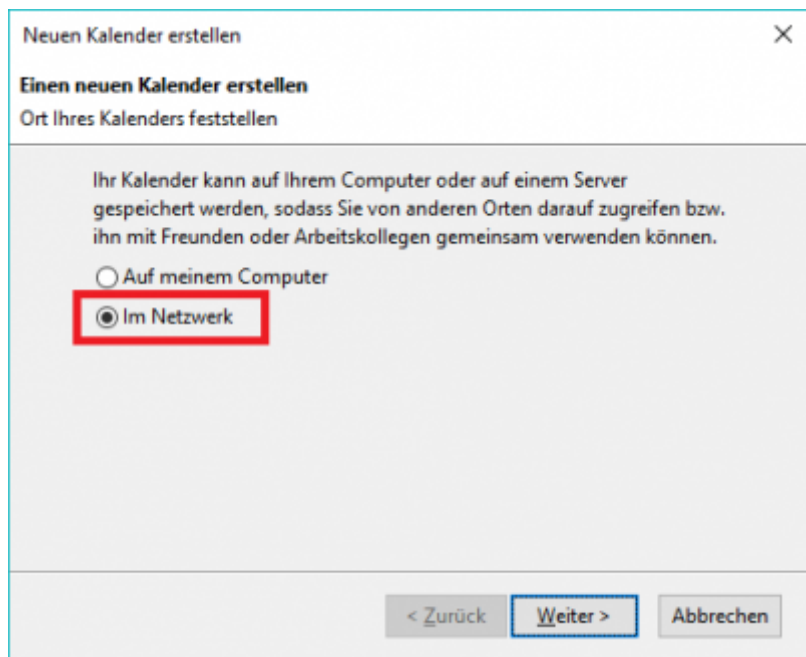 Neuen Kalender erstellen
Einen neuen Kalender erstellen
Ort Ihres Kalenders feststellen
Ihr Kalender kann auf Ihrem Computer oder auf einem Server
gespeichert werden, sodass Sie von anderen Orten darauf zugreifen bzw.
ihn mit Freunden oder Arbeitskollegen gemeinsam verwenden können.
Auf meinem Computer
Im Netzwerk
< Zurück Weiter > Abbrechen